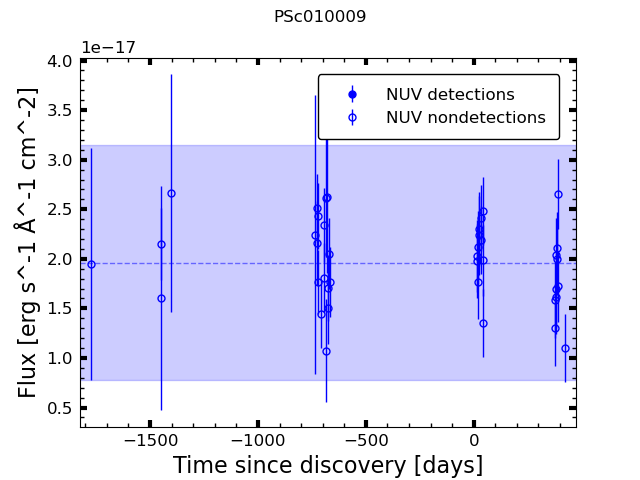 PSc010009
1e−17
4.0
3.5
3.0
2.5
2.0
1.5
1.0
0.5
Flux [erg s^-1 Å^-1 cm^-2]
NUV detections
NUV nondetections
−1500 −1000 −500 0
Time since discovery [days]